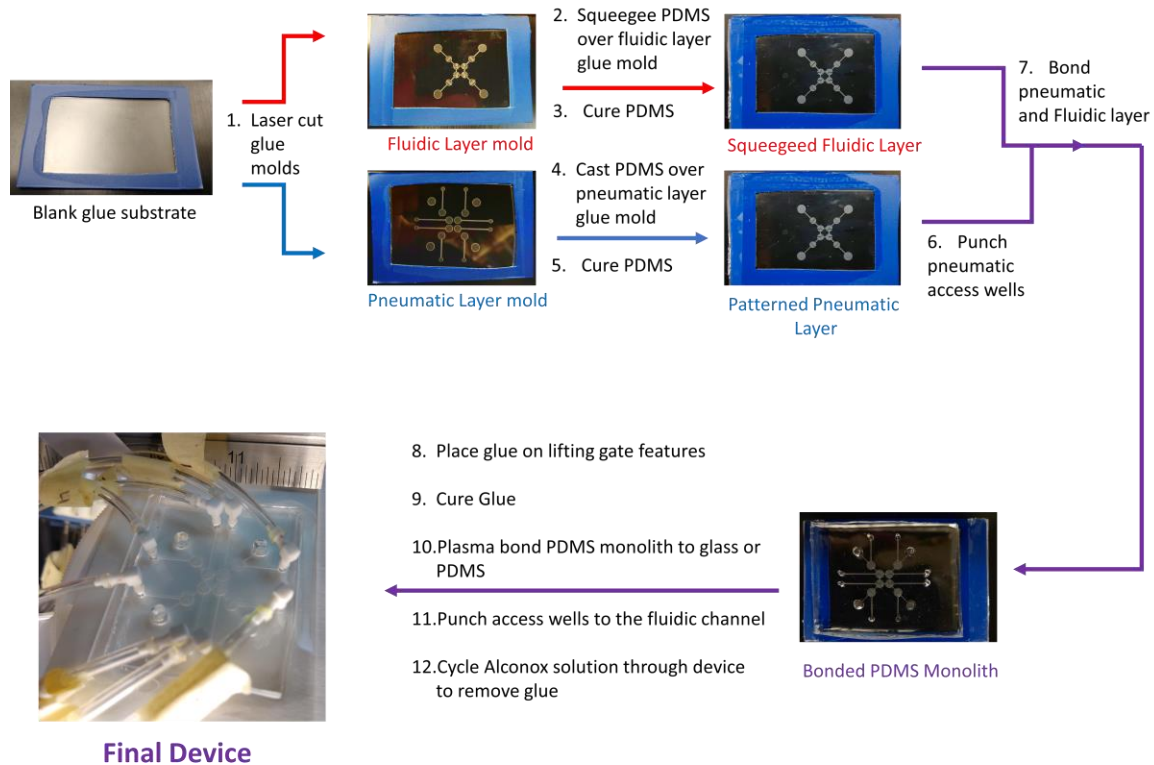 Blank glue substrate
1. Laser cut
glue
molds
Fluidic Layer mold
2. Squeegee PDMS
over fluidic layer
glue mold
3. Cure PDMS
Squeegeed Fluidic Layer
Pneumatic Layer mold
4. Cast PDMS over
pneumatic layer
glue mold
5. Cure PDMS
Patterned Pneumatic
Layer
6. Punch
pneumatic
access wells
7. Bond
pneumatic
and Fluidic layer
Bonded PDMS Monolith
8. Place glue on lifting gate features
9. Cure Glue
10.Plasma bond PDMS monolith to glass or
PDMS
11.Punch access wells to the fluidic channel
12.Cycle Alconox solution through device
to remove glue
11
Final Device